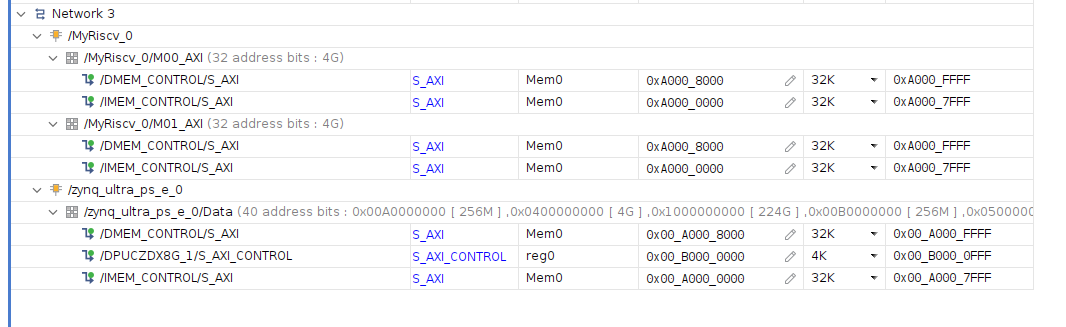 Network 3
/MyRiscv_0
/MyRiscv_0/M00_AXI (32 address bits : 4G)
/DMEM_CONTROL/S_AXI S_AXI Mem0 0xA000_8000 32K 0xA000_FFFF
/IMEM_CONTROL/S_AXI S_AXI Mem0 0xA000_0000 32K 0xA000_7FFF
/MyRiscv_0/M01_AXI (32 address bits : 4G)
/DMEM_CONTROL/S_AXI S_AXI Mem0 0xA000_8000 32K 0xA000_FFFF
/IMEM_CONTROL/S_AXI S_AXI Mem0 0xA000_0000 32K 0xA000_7FFF
/zynq_ultra_ps_e_0
/zynq_ultra_ps_e_0/Data (40 address bits : 0x00A0000000 [ 256M ] ,0x0400000000 [ 4G ] ,0x1000000000 [ 224G ] ,0x00B0000000 [ 256M ] ,0x050000
/DMEM_CONTROL/S_AXI S_AXI Mem0 0x00_A000_8000 32K 0x00_A000_FFFF
/DPUCZDX8G_1/S_AXI_CONTROL S_AXI_CONTROL reg0 0x00_B000_0000 4K 0x00_B000_0FFF
/IMEM_CONTROL/S_AXI S_AXI Mem0 0x00_A000_0000 32K 0x00_A000_7FFF